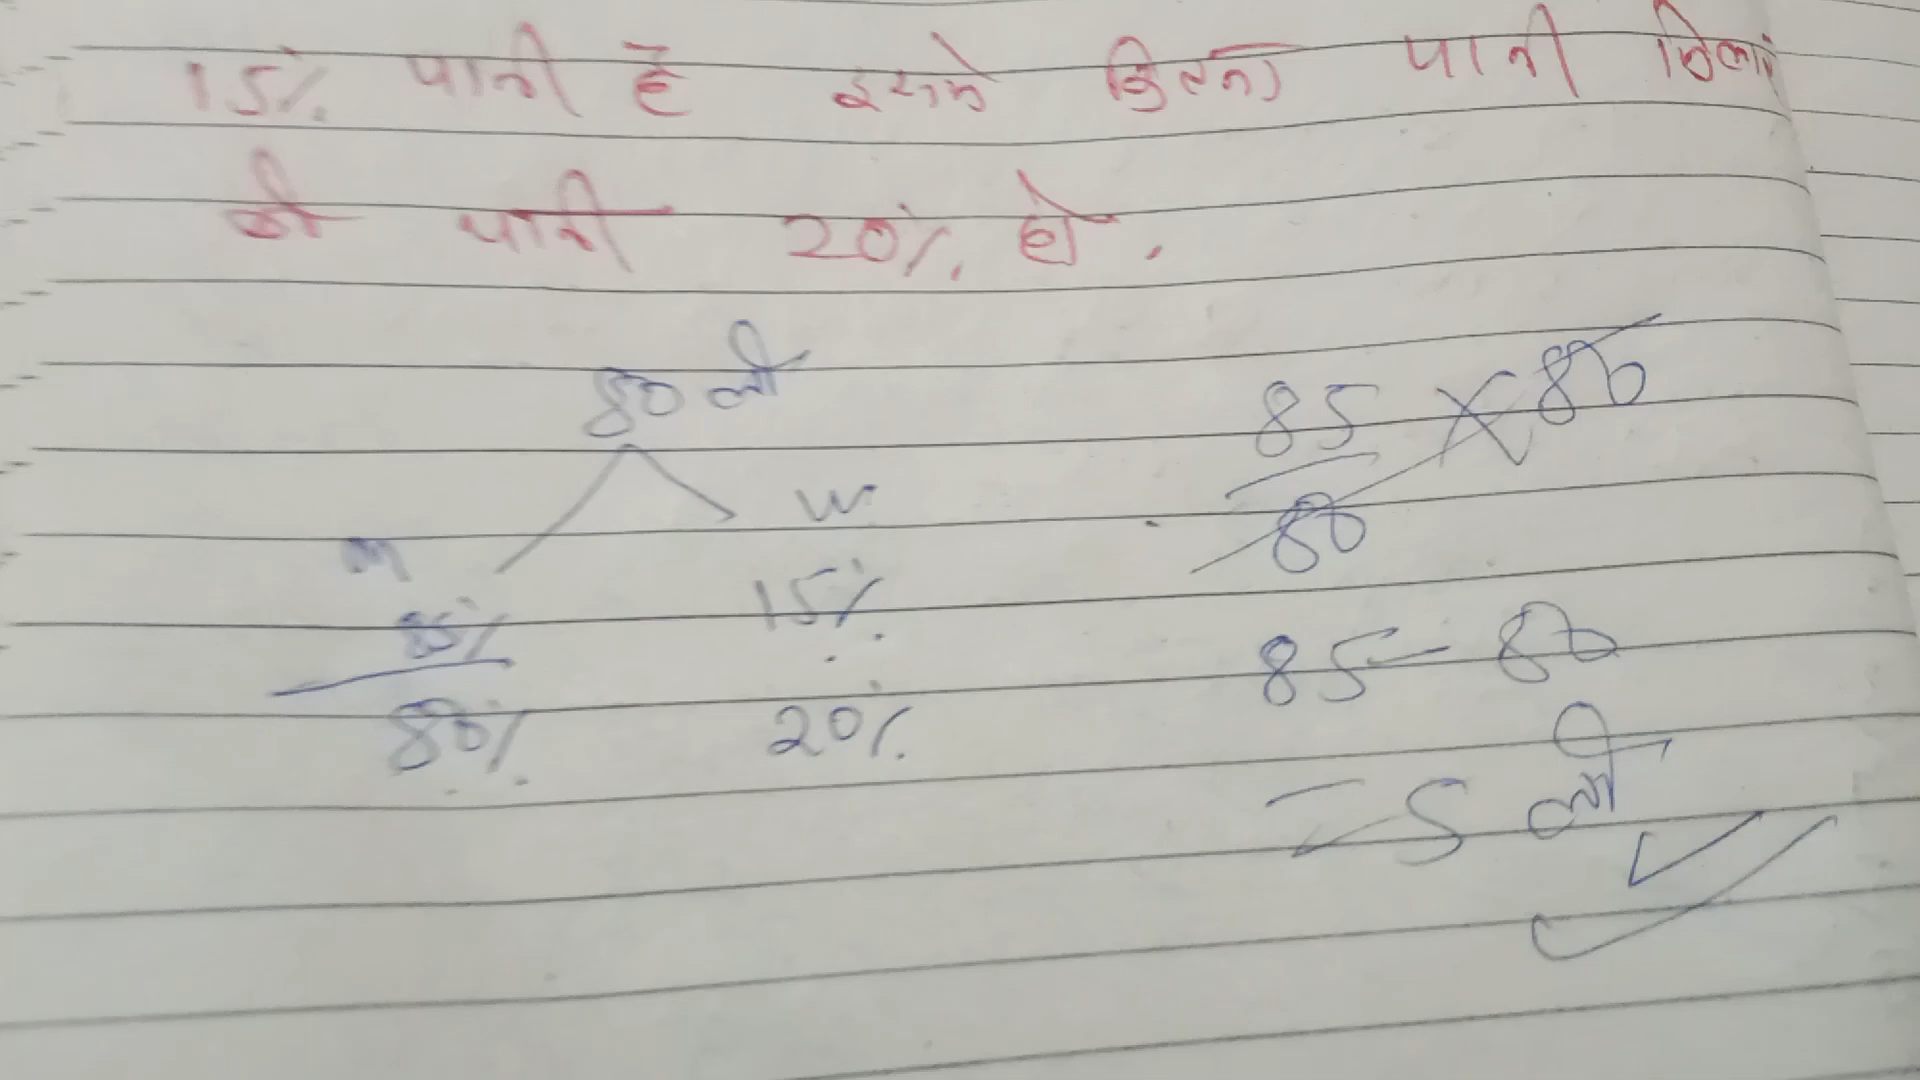 15% पानी है इसमें कितना पानी मिलाएं
की पानी 20% हो.
80 ली
M W
85% 15%
80% 20%
85 × 80
80
85 - 80
= 5 ली